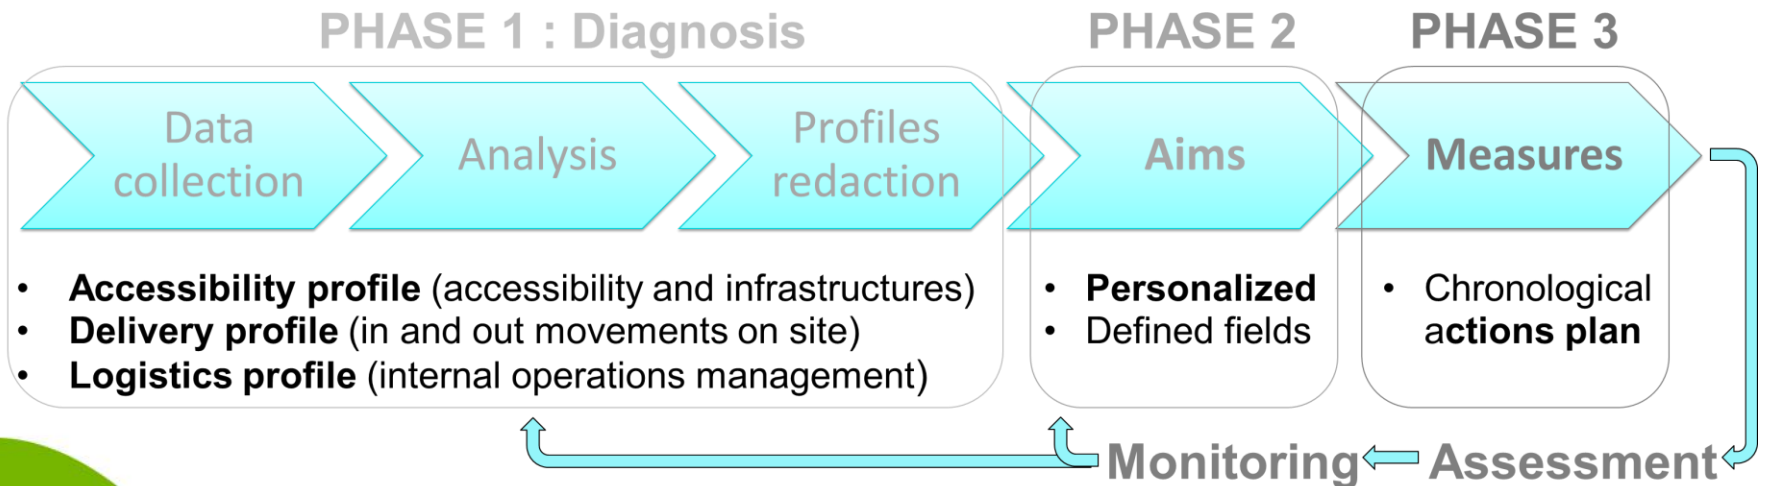 PHASE 1 : Diagnosis
PHASE 2
PHASE 3
Data
collection
Analysis
Profiles
redaction
Aims
Measures
• Accessibility profile (accessibility and infrastructures)
• Delivery profile (in and out movements on site)
• Logistics profile (internal operations management)
• Personalized
• Defined fields
• Chronological
actions plan
Monitoring
Assessment